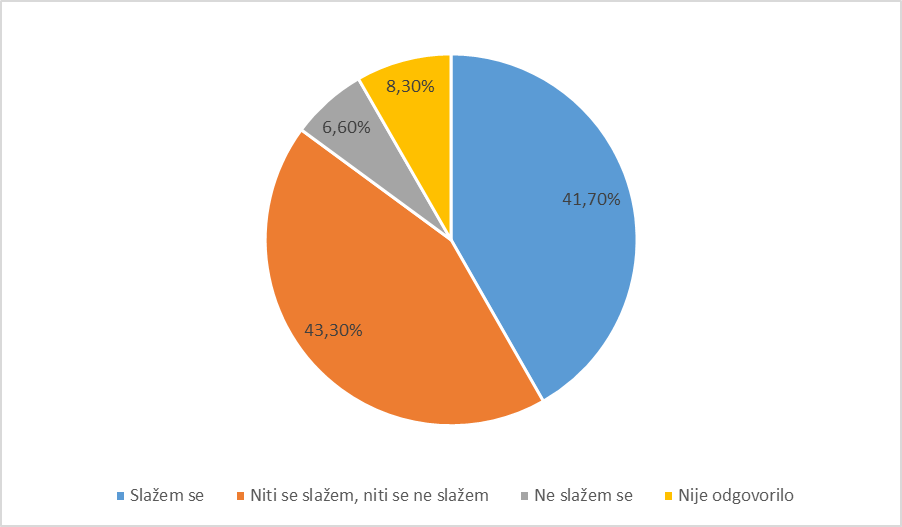 8,30%
6,60%
41,70%
43,30%
Slažem se
Niti se slažem, niti se ne slažem
Ne slažem se
Nije odgovorilo